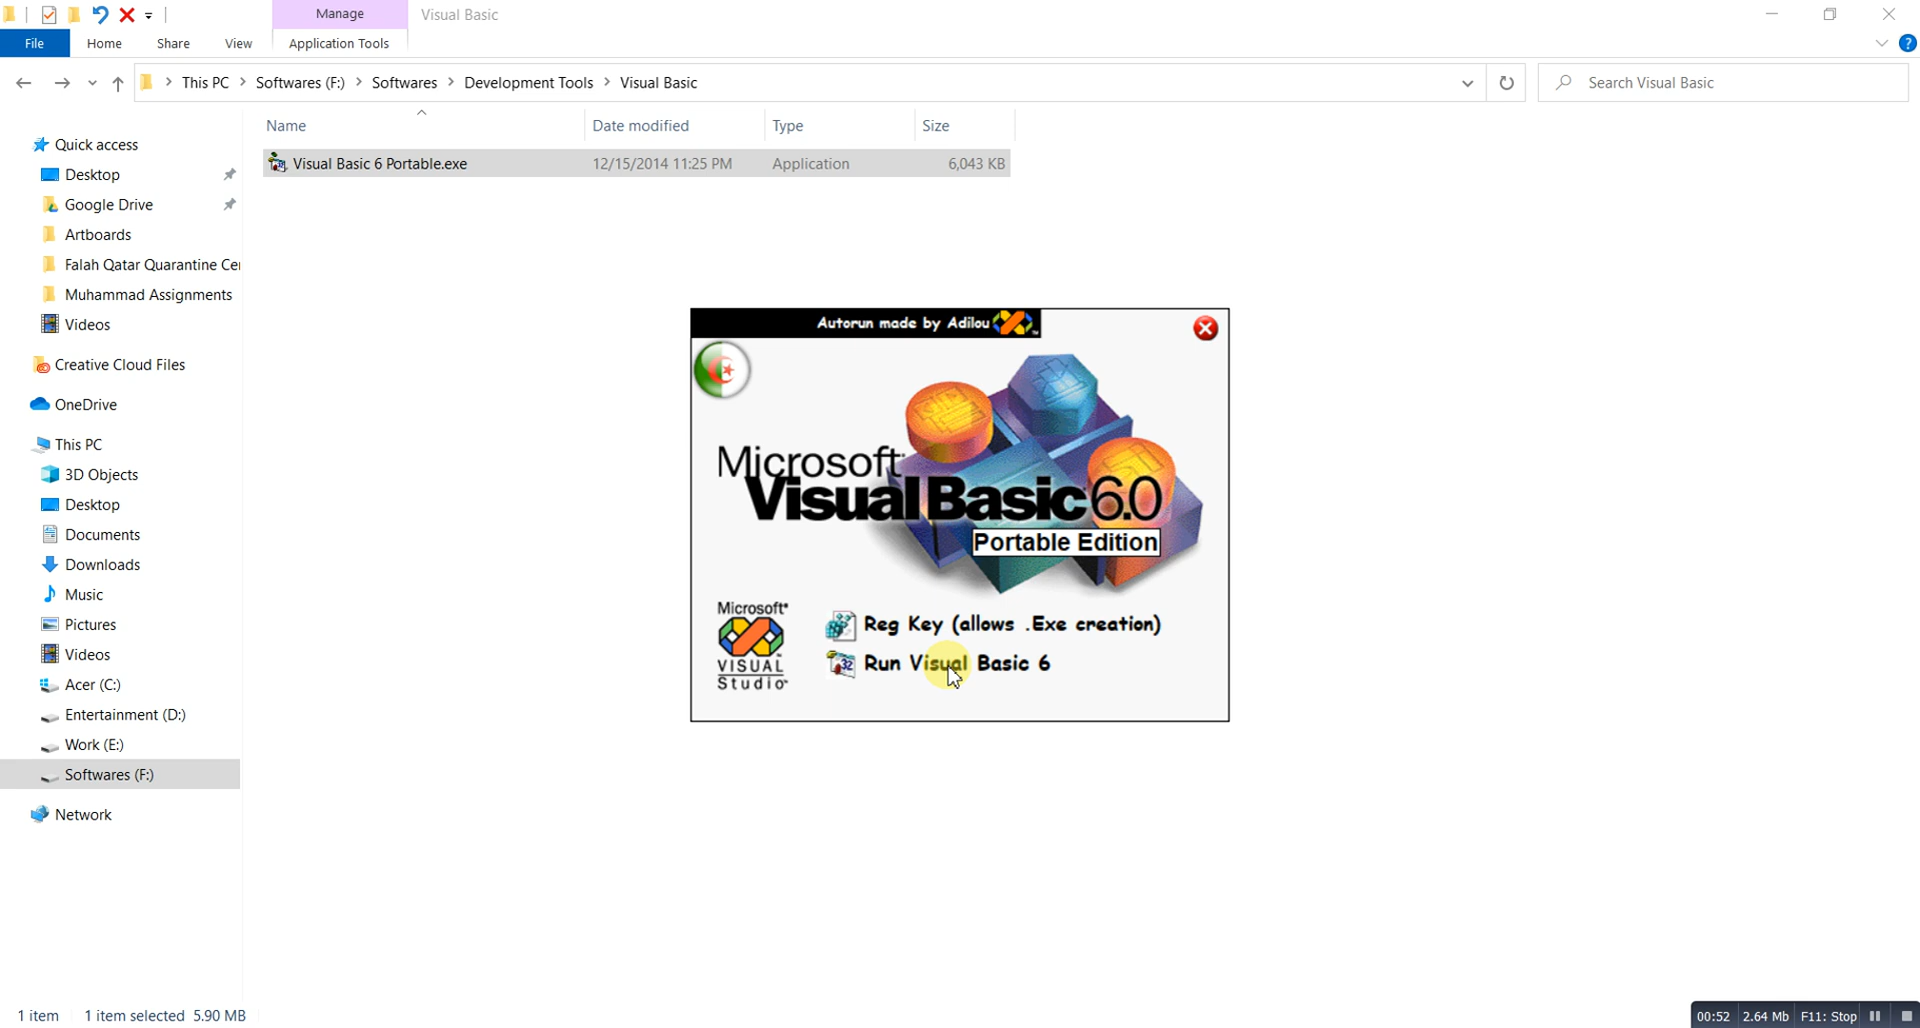 Manage
Visual Basic
File
Home
Share
View
Application Tools
This PC > Softwares (F:) > Softwares > Development Tools > Visual Basic
Search Visual Basic
Name
Date modified
Type
Size
Visual Basic 6 Portable.exe
12/15/2014 11:25 PM
Application
6,043 KB
Quick access
Desktop
Google Drive
Artboards
Falah Qatar Quarantine Cei
Muhammad Assignments
Videos
Creative Cloud Files
OneDrive
This PC
3D Objects
Desktop
Documents
Downloads
Music
Pictures
Videos
Acer (C:)
Entertainment (D:)
Work (E:)
Softwares (F:)
Network
Autorun made by Adilou
Microsoft
Visual Basic 6.0
Portable Edition
Microsoft®
VISUAL
Studio™
Reg Key (allows .Exe creation)
32
Run Visual Basic 6
1 item
1 item selected 5.90 MB
00:52
2.64 Mb
F11: Stop